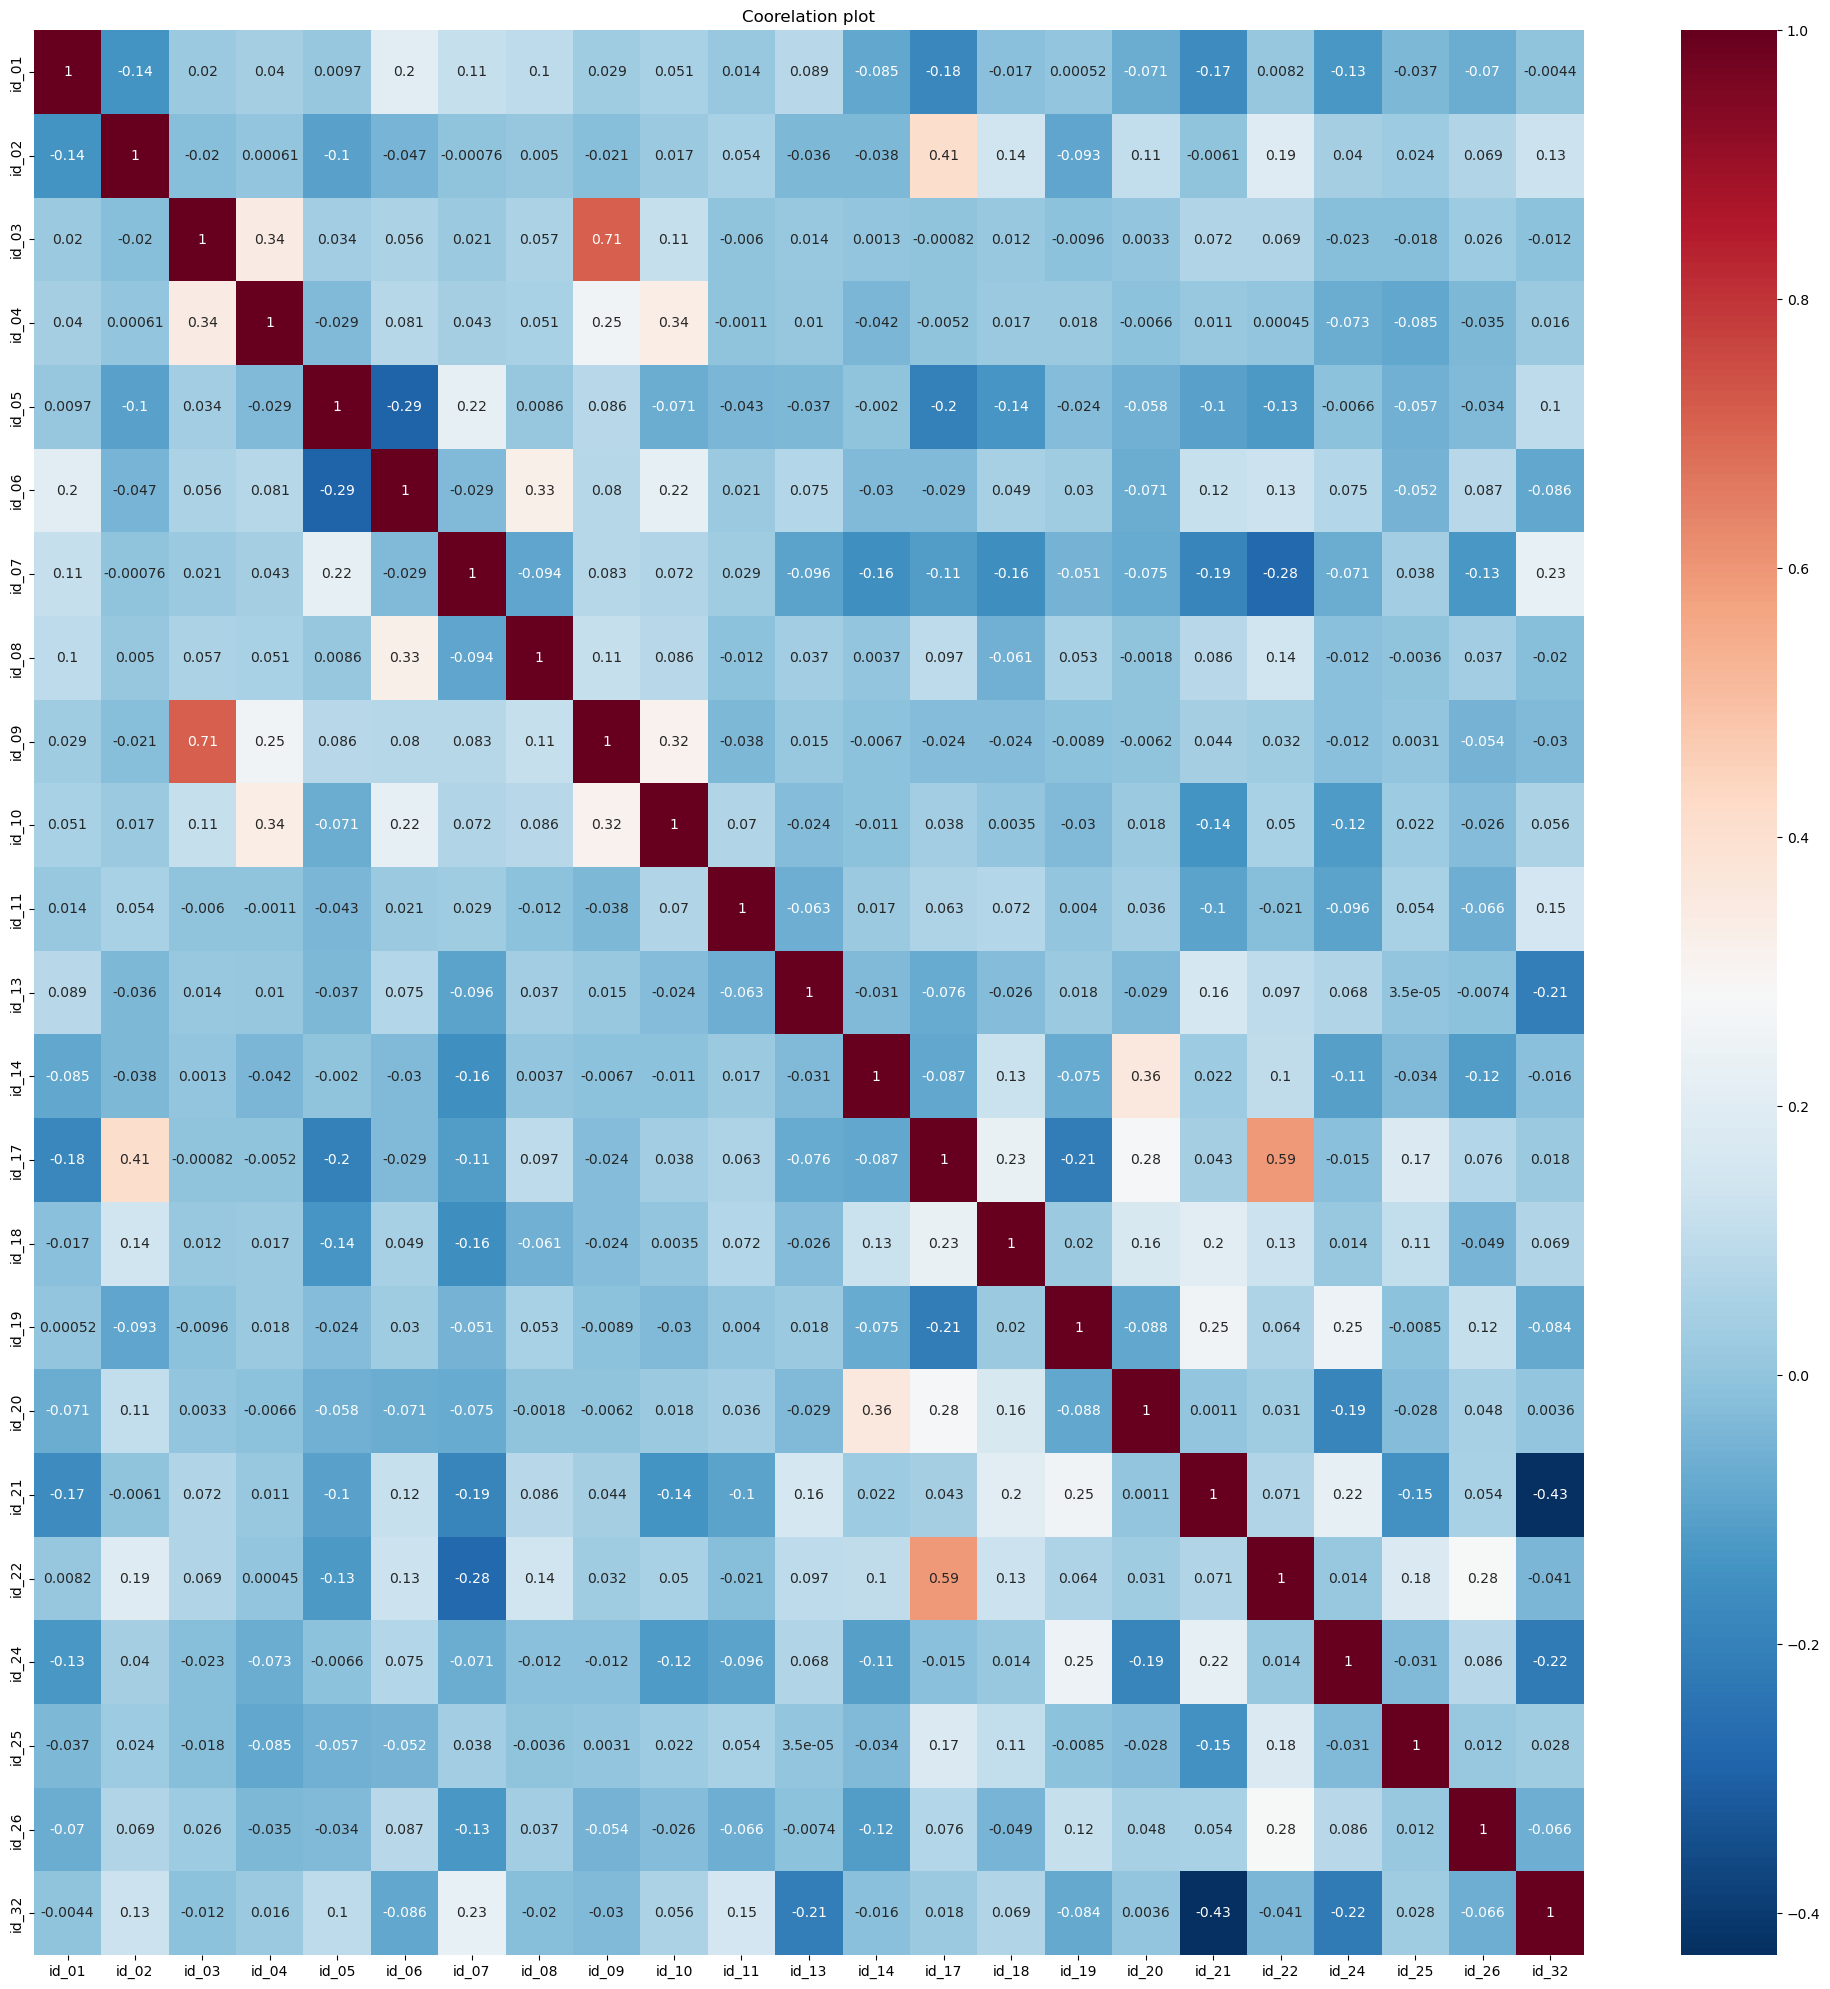 Coorelation plot
id_01 1 -0.14 0.02 0.04 0.0097 0.2 0.11 0.1 0.029 0.051 0.014 0.089 -0.085 -0.18 -0.017 0.00052 -0.071 -0.17 0.0082 -0.13 -0.037 -0.07 -0.0044
id_02 -0.14 1 -0.02 0.00061 -0.1 -0.047 -0.00076 0.005 -0.021 0.017 0.054 -0.036 -0.038 0.41 0.14 -0.093 0.11 -0.0061 0.19 0.04 0.024 0.069 0.13
id_03 0.02 -0.02 1 0.34 0.034 0.056 0.021 0.057 0.71 0.11 -0.006 0.014 0.0013 -0.00082 0.012 -0.0096 0.0033 0.072 0.069 -0.023 -0.018 0.026 -0.012
id_04 0.04 0.00061 0.34 1 -0.029 0.081 0.043 0.051 0.25 0.34 -0.0011 0.01 -0.042 -0.0052 0.017 0.018 -0.0066 0.011 0.00045 -0.073 -0.085 -0.035 0.016
id_05 0.0097 -0.1 0.034 -0.029 1 -0.29 0.22 0.0086 0.086 -0.071 -0.043 -0.037 -0.002 -0.2 -0.14 -0.024 -0.058 -0.1 -0.13 -0.0066 -0.057 -0.034 0.1
id_06 0.2 -0.047 0.056 0.081 -0.29 1 -0.029 0.33 0.08 0.22 0.021 0.075 -0.03 -0.029 0.049 0.03 -0.071 0.12 0.13 0.075 -0.052 0.087 -0.086
id_07 0.11 -0.00076 0.021 0.043 0.22 -0.029 1 -0.094 0.083 0.072 0.029 -0.096 -0.16 -0.11 -0.16 -0.051 -0.075 -0.19 -0.28 -0.071 0.038 -0.13 0.23
id_08 0.1 0.005 0.057 0.051 0.0086 0.33 -0.094 1 0.11 0.086 -0.012 0.037 0.0037 0.097 -0.061 0.053 -0.0018 0.086 0.14 -0.012 -0.0036 0.037 -0.02
id_09 0.029 -0.021 0.71 0.25 0.086 0.08 0.083 0.11 1 0.32 -0.038 0.015 -0.0067 -0.024 -0.024 -0.0089 -0.0062 0.044 0.032 -0.012 0.0031 -0.054 -0.03
id_10 0.051 0.017 0.11 0.34 -0.071 0.22 0.072 0.086 0.32 1 0.07 -0.024 -0.011 0.038 0.0035 -0.03 0.018 -0.14 0.05 -0.12 0.022 -0.026 0.056
id_11 0.014 0.054 -0.006 -0.0011 -0.043 0.021 0.029 -0.012 -0.038 0.07 1 -0.063 0.017 0.063 0.072 0.004 0.036 -0.1 -0.021 -0.096 0.054 -0.066 0.15
id_13 0.089 -0.036 0.014 0.01 -0.037 0.075 -0.096 0.037 0.015 -0.024 -0.063 1 -0.031 -0.076 -0.026 0.018 -0.029 0.16 0.097 0.068 3.5e-05 -0.0074 -0.21
id_14 -0.085 -0.038 0.0013 -0.042 -0.002 -0.03 -0.16 0.0037 -0.0067 -0.011 0.017 -0.031 1 -0.087 0.13 -0.075 0.36 0.022 0.1 -0.11 -0.034 -0.12 -0.016
id_17 -0.18 0.41 -0.00082 -0.0052 -0.2 -0.029 -0.11 0.097 -0.024 0.038 0.063 -0.076 -0.087 1 0.23 -0.21 0.28 0.043 0.59 -0.015 0.17 0.076 0.018
id_18 -0.017 0.14 0.012 0.017 -0.14 0.049 -0.16 -0.061 -0.024 0.0035 0.072 -0.026 0.13 0.23 1 0.02 0.16 0.2 0.13 0.014 0.11 -0.049 0.069
id_19 0.00052 -0.093 -0.0096 0.018 -0.024 0.03 -0.051 0.053 -0.0089 -0.03 0.004 0.018 -0.075 -0.21 0.02 1 -0.088 0.25 0.064 0.25 -0.0085 0.12 -0.084
id_20 -0.071 0.11 0.0033 -0.0066 -0.058 -0.071 -0.075 -0.0018 -0.0062 0.018 0.036 -0.029 0.36 0.28 0.16 -0.088 1 0.0011 0.031 -0.19 -0.028 0.048 0.0036
id_21 -0.17 -0.0061 0.072 0.011 -0.1 0.12 -0.19 0.086 0.044 -0.14 -0.1 0.16 0.022 0.043 0.2 0.25 0.0011 1 0.071 0.22 -0.15 0.054 -0.43
id_22 0.0082 0.19 0.069 0.00045 -0.13 0.13 -0.28 0.14 0.032 0.05 -0.021 0.097 0.1 0.59 0.13 0.064 0.031 0.071 1 0.014 0.18 0.28 -0.041
id_24 -0.13 0.04 -0.023 -0.073 -0.0066 0.075 -0.071 -0.012 -0.012 -0.12 -0.096 0.068 -0.11 -0.015 0.014 0.25 -0.19 0.22 0.014 1 -0.031 0.086 -0.22
id_25 -0.037 0.024 -0.018 -0.085 -0.057 -0.052 0.038 -0.0036 0.0031 0.022 0.054 3.5e-05 -0.034 0.17 0.11 -0.0085 -0.028 -0.15 0.18 -0.031 1 0.012 0.028
id_26 -0.07 0.069 0.026 -0.035 -0.034 0.087 -0.13 0.037 -0.054 -0.026 -0.066 -0.0074 -0.12 0.076 -0.049 0.12 0.048 0.054 0.28 0.086 0.012 1 -0.066
id_32 -0.0044 0.13 -0.012 0.016 0.1 -0.086 0.23 -0.02 -0.03 0.056 0.15 -0.21 -0.016 0.018 0.069 -0.084 0.0036 -0.43 -0.041 -0.22 0.028 -0.066 1
id_01 id_02 id_03 id_04 id_05 id_06 id_07 id_08 id_09 id_10 id_11 id_13 id_14 id_17 id_18 id_19 id_20 id_21 id_22 id_24 id_25 id_26 id_32
1.0
0.8
0.6
0.4
0.2
0.0
−0.2
−0.4